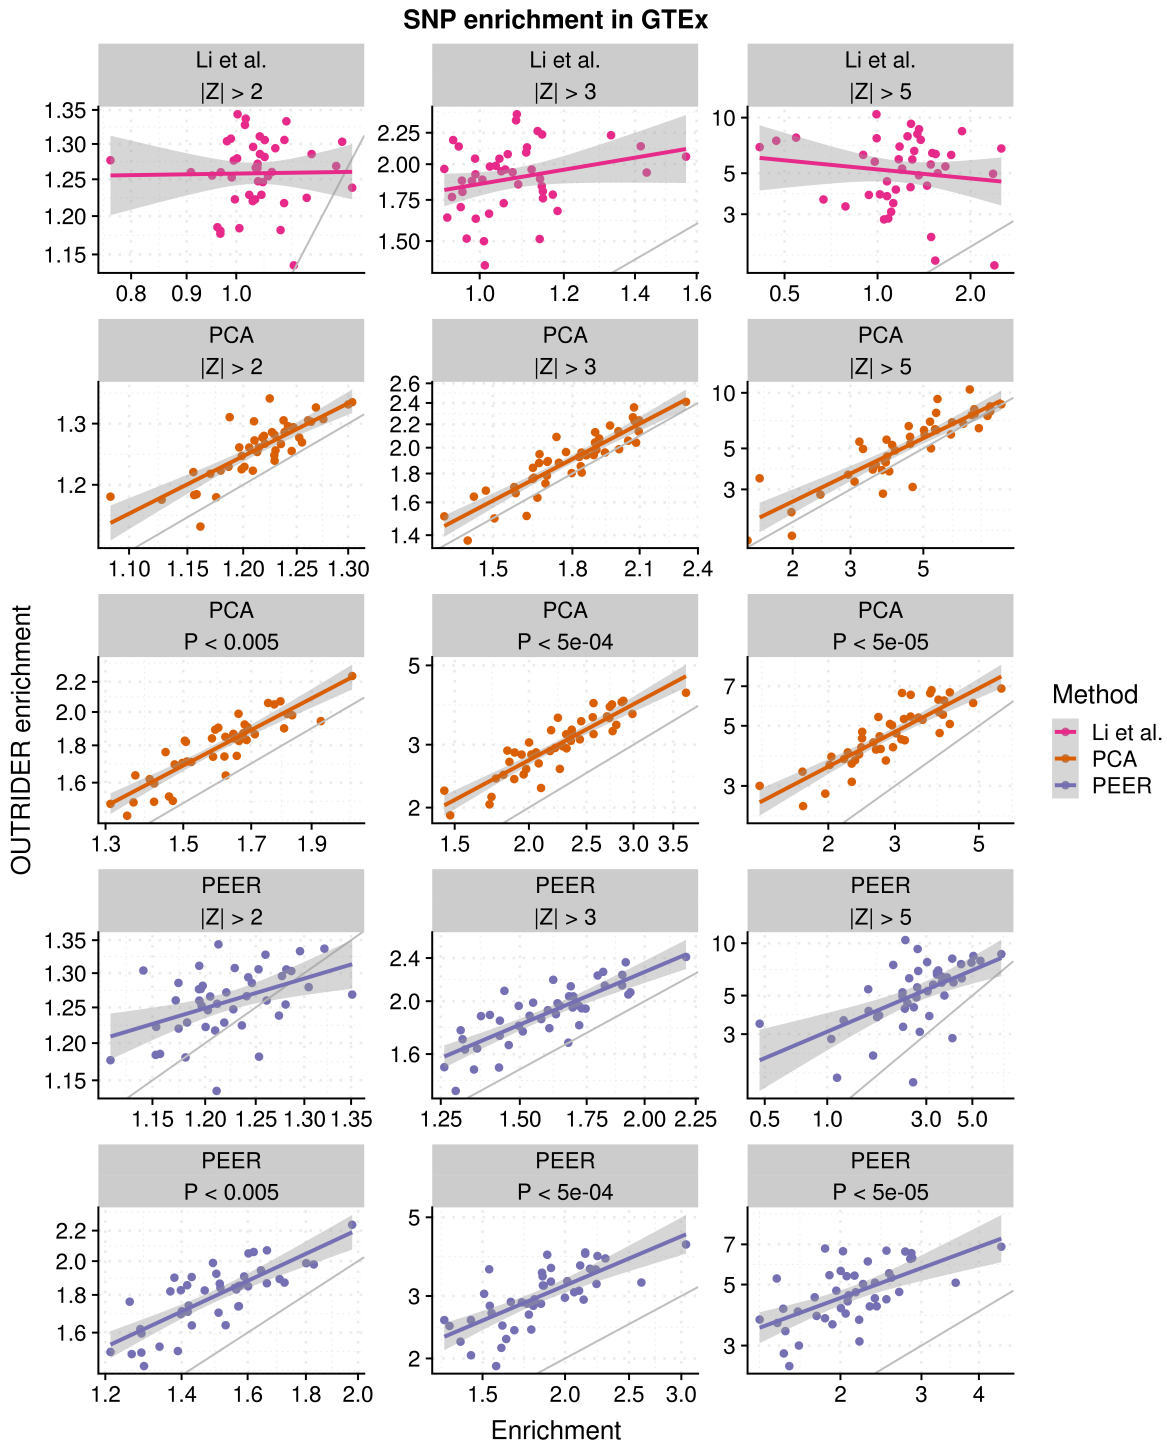 SNP enrichment in GTEx
Li et al.
|Z| > 2
Li et al.
|Z| > 3
Li et al.
|Z| > 5
1.35
1.30
1.25
1.20
1.15
0.8 0.9 1.0
2.25
2.00
1.75
1.50
1.0 1.2 1.4 1.6
10
5
3
0.5 1.0 2.0
PCA
|Z| > 2
PCA
|Z| > 3
PCA
|Z| > 5
1.3
1.2
1.10 1.15 1.20 1.25 1.30
2.6
2.4
2.2
2.0
1.8
1.6
1.4
1.5 1.8 2.1 2.4
10
5
3
2 3 5
PCA
P < 0.005
PCA
P < 5e-04
PCA
P < 5e-05
2.2
2.0
1.8
1.6
1.3 1.5 1.7 1.9
5
3
2
1.5 2.0 2.5 3.0 3.5
7
5
3
2 3 5
PEER
|Z| > 2
PEER
|Z| > 3
PEER
|Z| > 5
1.35
1.30
1.25
1.20
1.15
1.15 1.20 1.25 1.30 1.35
2.4
2.0
1.6
1.25 1.50 1.75 2.00 2.25
10
5
3
0.5 1.0 3.0 5.0
PEER
P < 0.005
PEER
P < 5e-04
PEER
P < 5e-05
2.2
2.0
1.8
1.6
1.2 1.4 1.6 1.8 2.0
5
3
2
1.5 2.0 2.5 3.0
7
5
3
2 3 4
OUTRIDER enrichment
Enrichment
Method
Li et al.
PCA
PEER